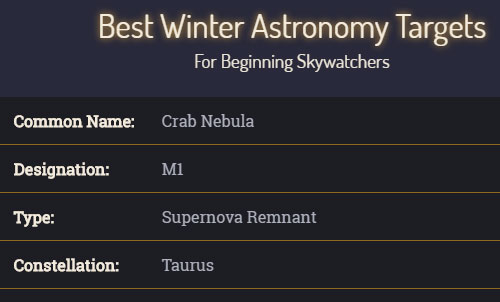 Best Winter Astronomy Targets
For Beginning Skywatchers
Common Name: Crab Nebula
Designation: M1
Type: Supernova Remnant
Constellation: Taurus